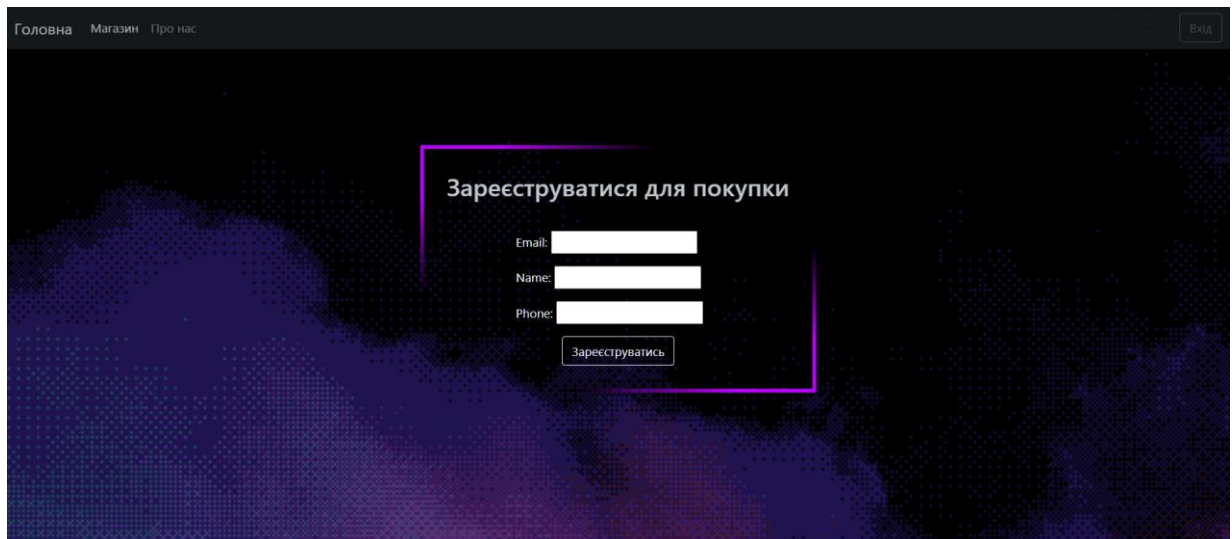 Головна Магазин Про нас Вхід
Зареєструватися для покупки
Email:
Name:
Phone:
Зареєструватись